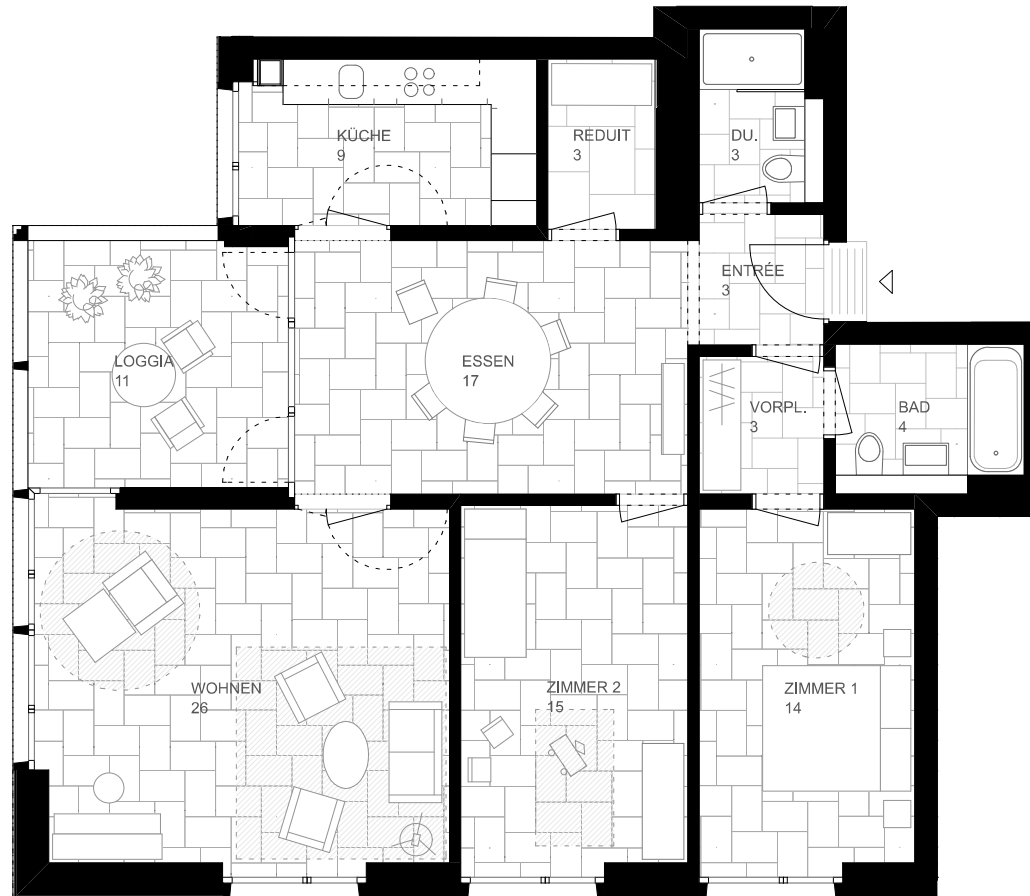 KÜCHE
9
REDUIT
3
DU.
3
ENTRÉE
3
LOGGIA
11
ESSEN
17
VORPL.
3
BAD
4
WOHNEN
26
ZIMMER 2
15
ZIMMER 1
14